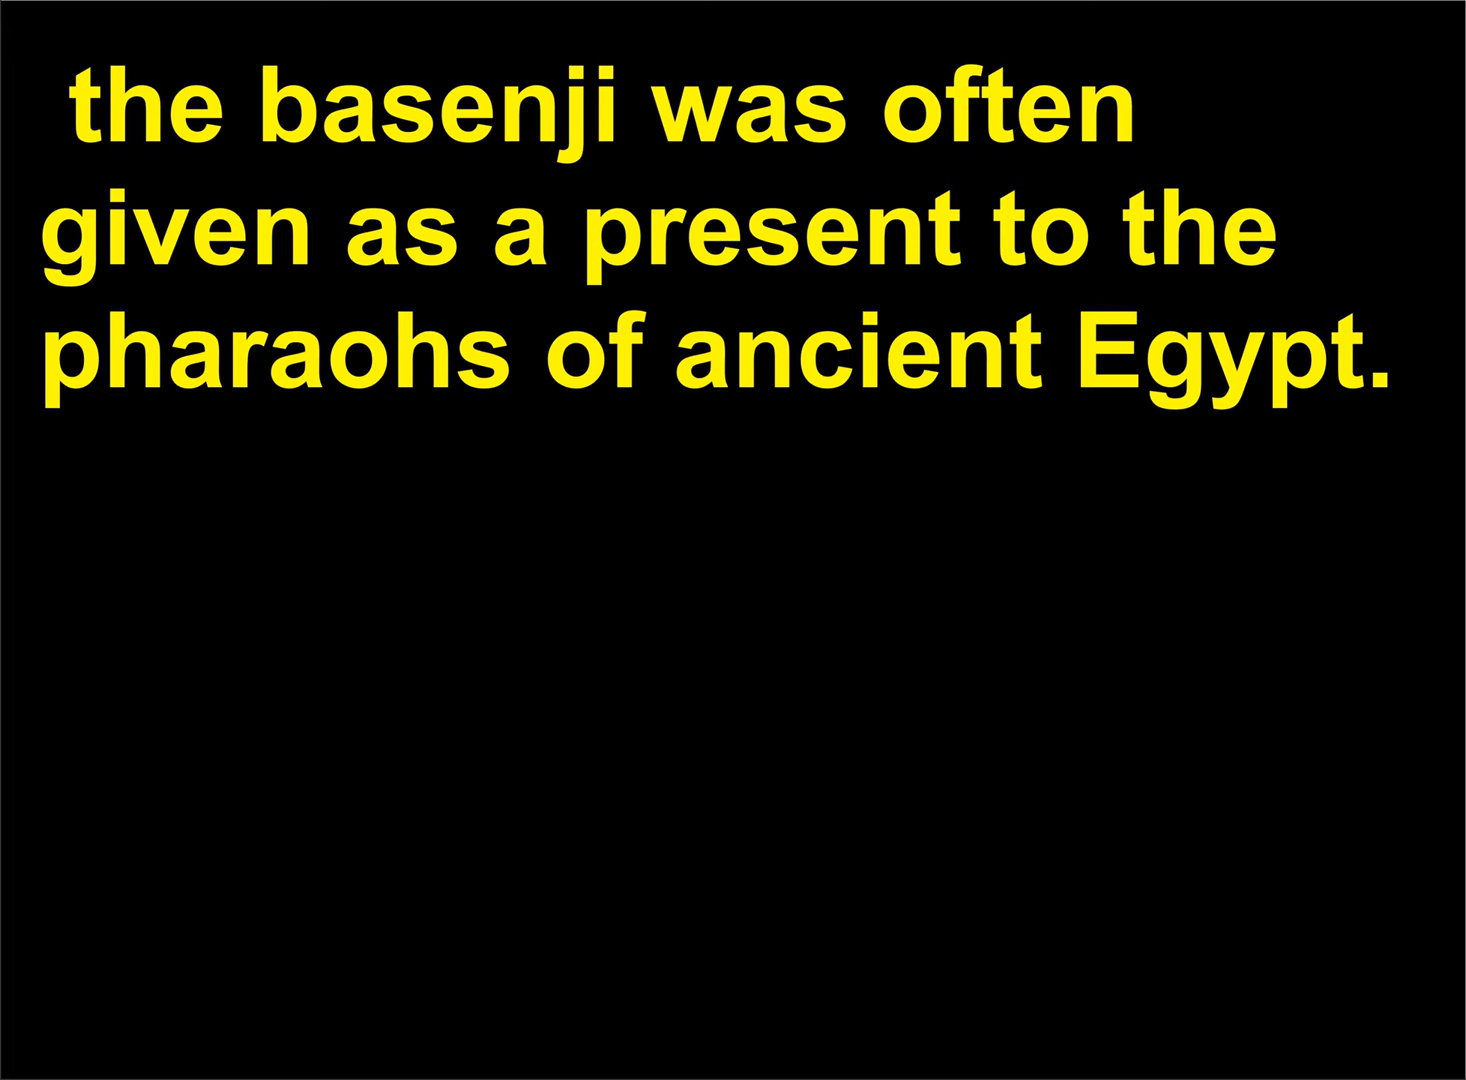 the basenji was often
given as a present to the
pharaohs of ancient Egypt.